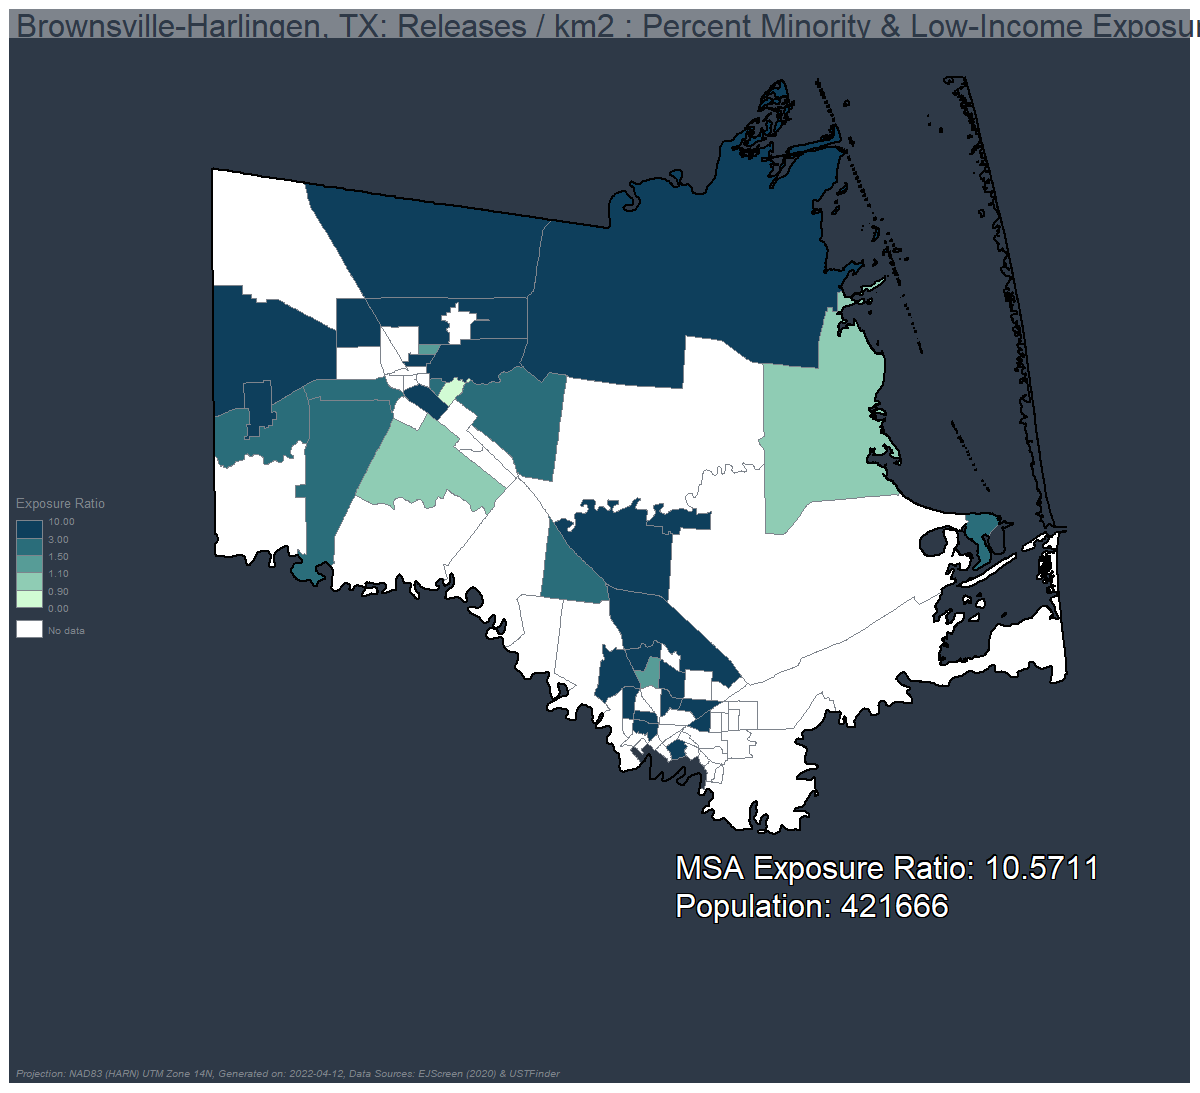 Brownsville-Harlingen, TX: Releases / km2 : Percent Minority & Low-Income
Exposure Ratio
10.00
3.00
1.50
1.10
0.90
0.00
No data
MSA Exposure Ratio: 10.5711
Population: 421666
Projection: NAD83 (HARN) UTM Zone 14N, Generated on: 2022-04-12, Data Sources: EJScreen (2020) & USTFinder